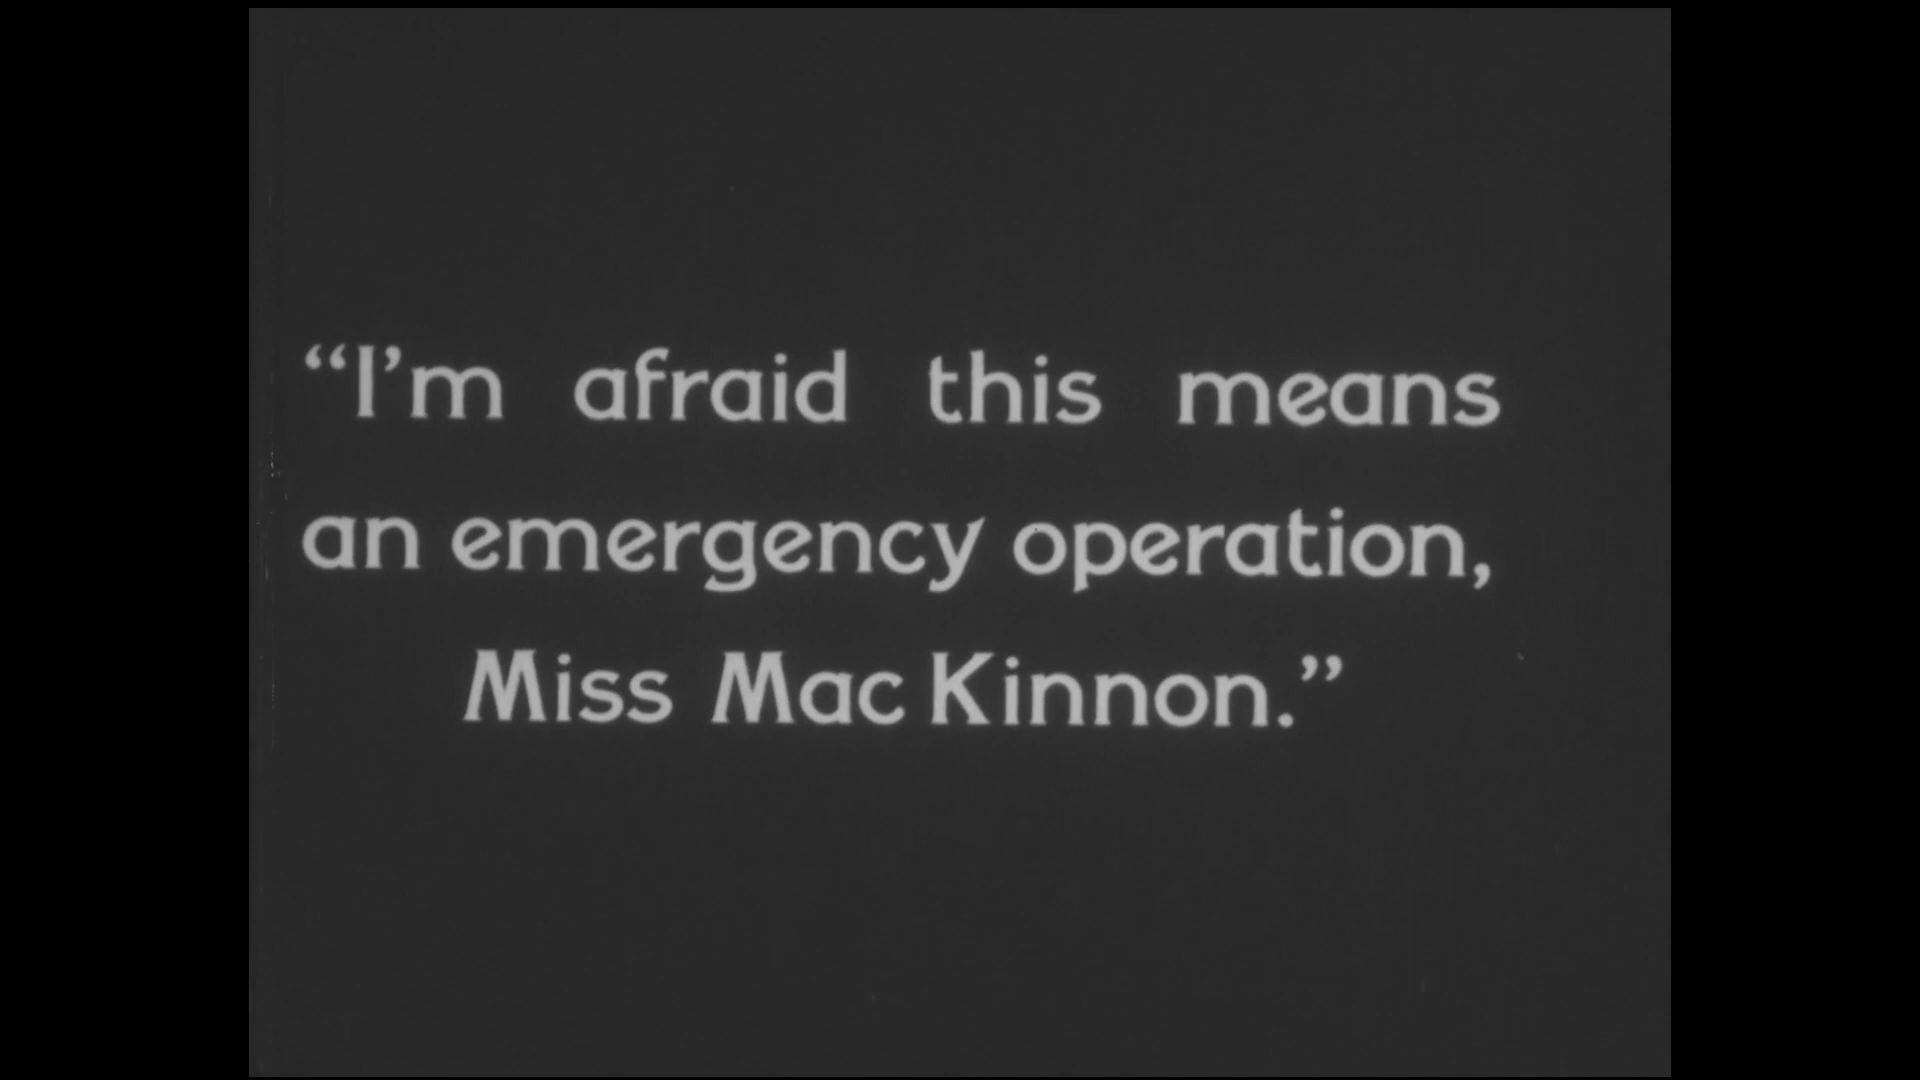 “I’m afraid this means
an emergency operation,
Miss Mac Kinnon.”